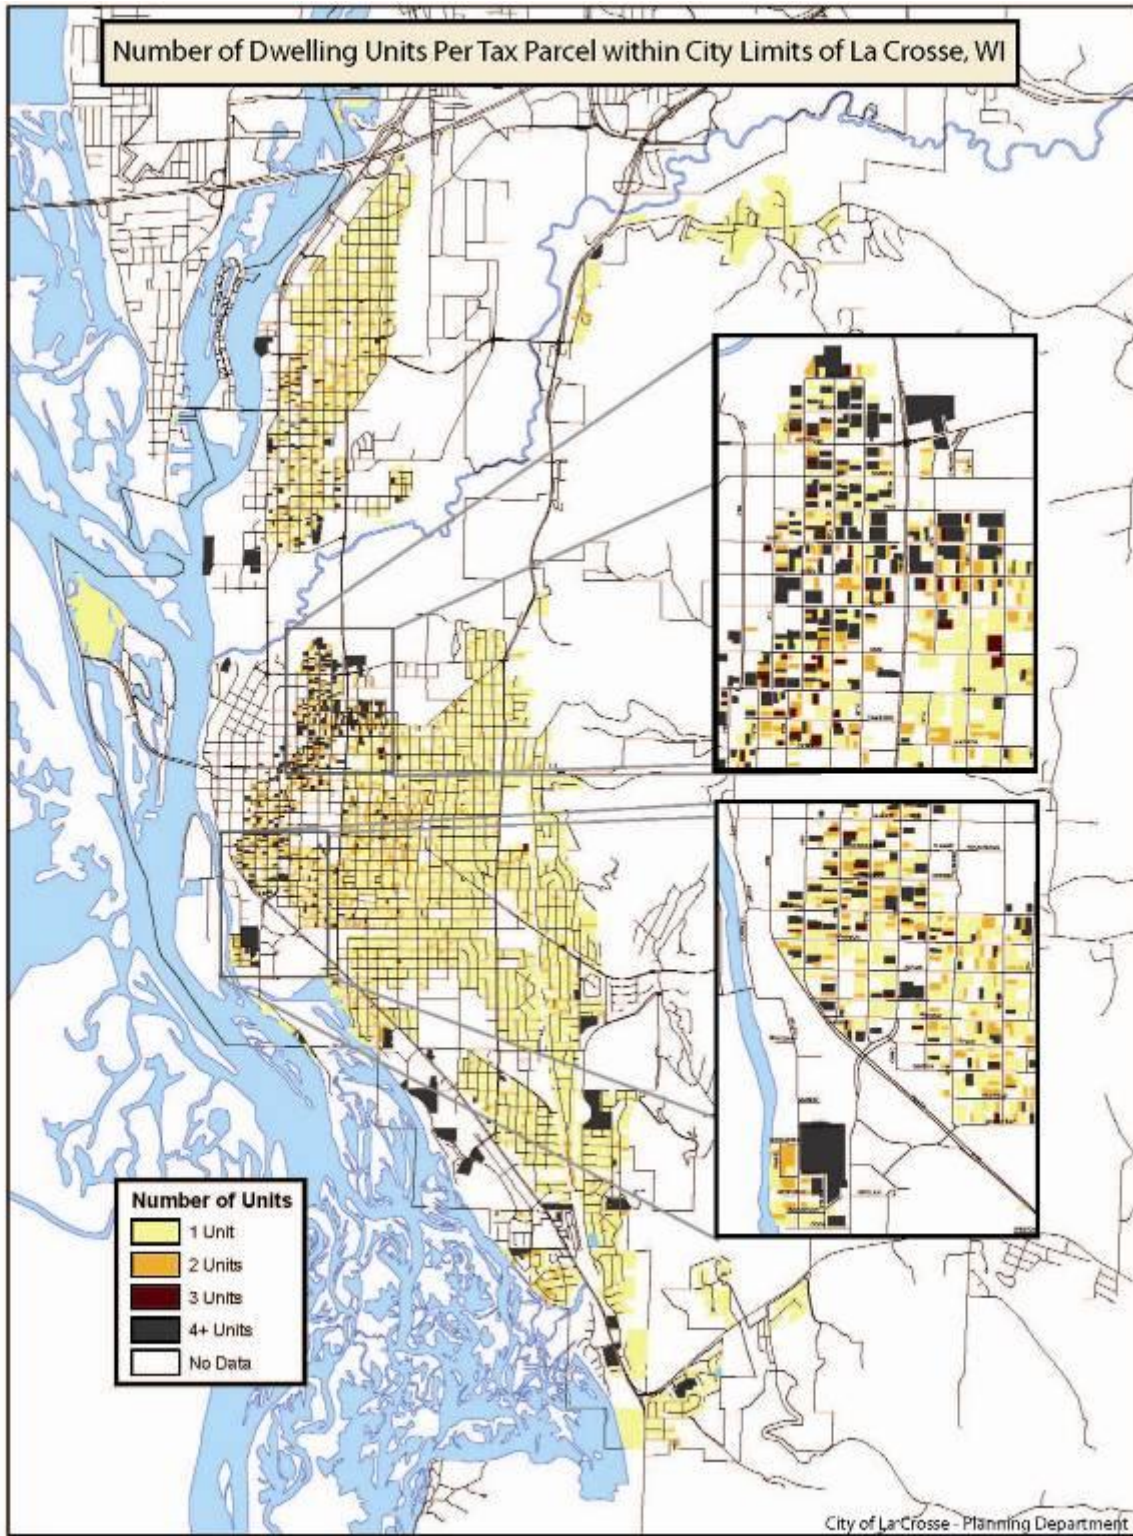 Number of Dwelling Units Per Tax Parcel within City Limits of La Crosse, WI
Number of Units
1 Unit
2 Units
3 Units
4+ Units
No Data
City of La Crosse - Planning Department